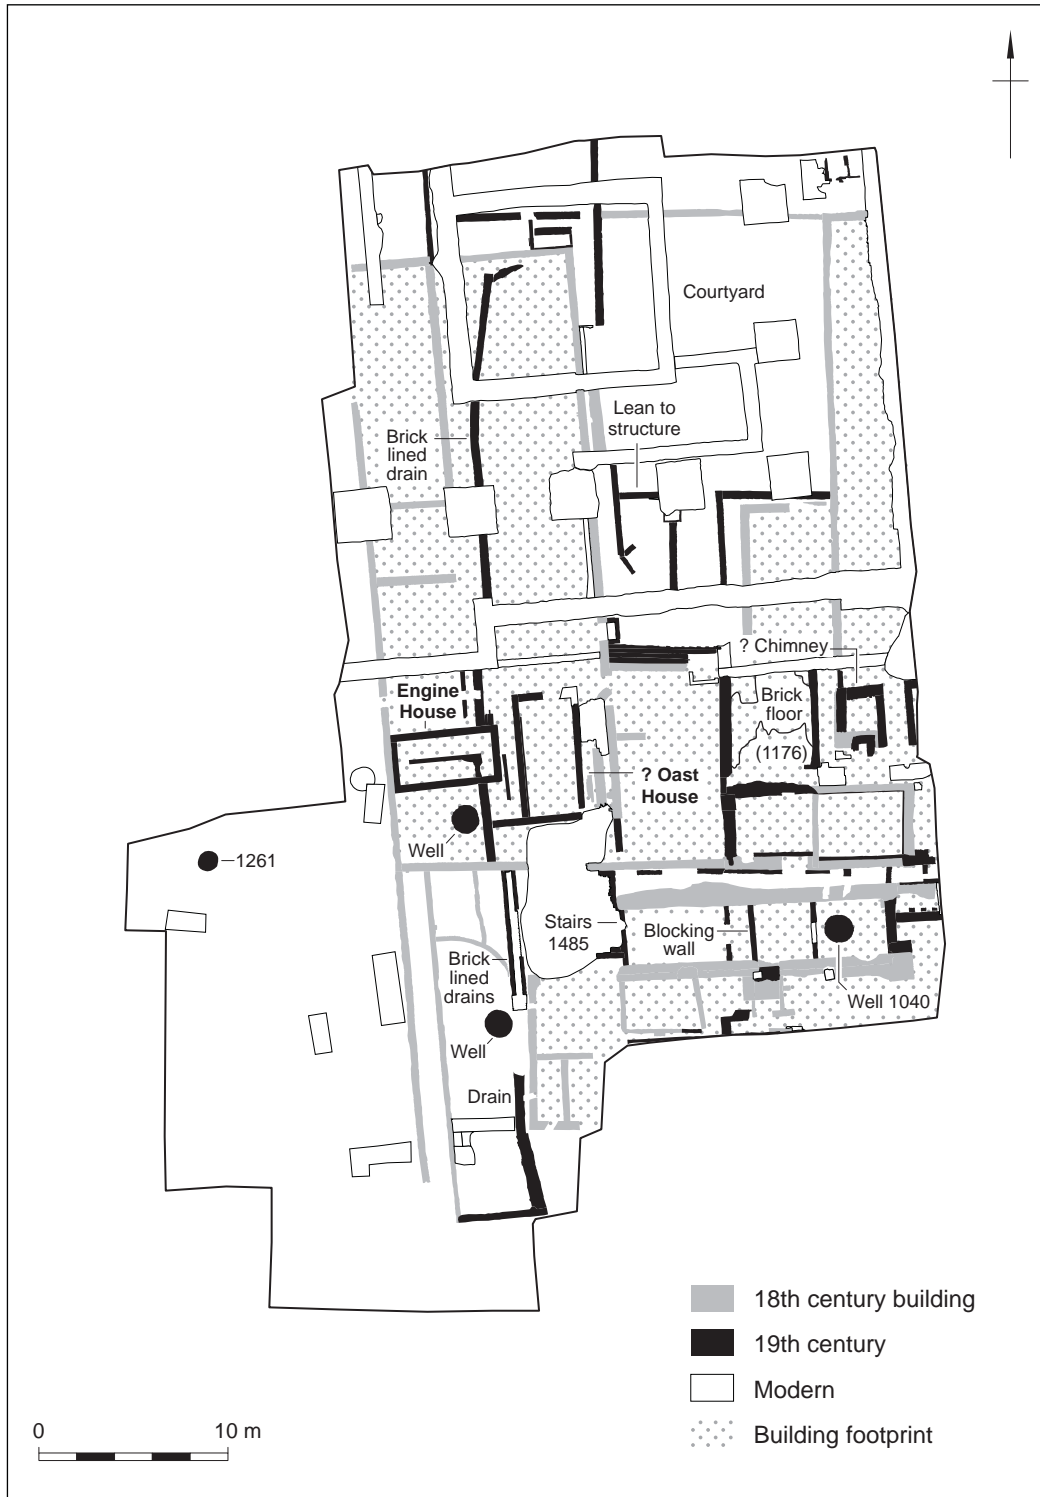 Courtyard
Lean to
structure
Brick
lined
drain
? Chimney
Engine
House
Brick
floor
(1176)
? Oast
House
Well
1261
Stairs
1485
Blocking
wall
Brick
lined
drains
Well 1040
Well
Drain
18th century building
19th century
Modern
Building footprint
0 10 m